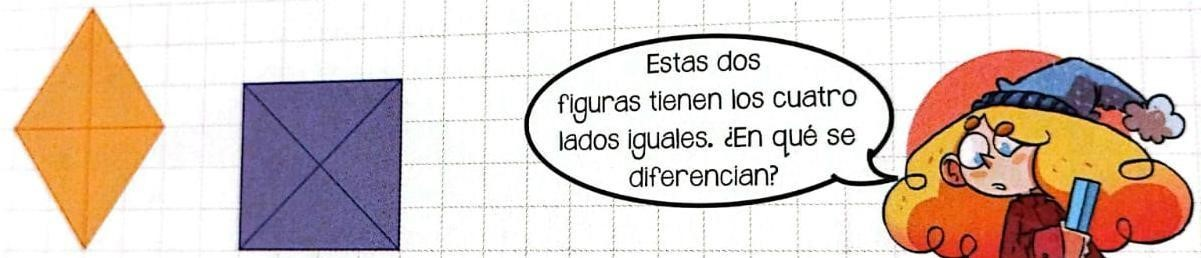 Estas dos
figuras tienen los cuatro
lados iguales. ¿En qué se
diferencian?